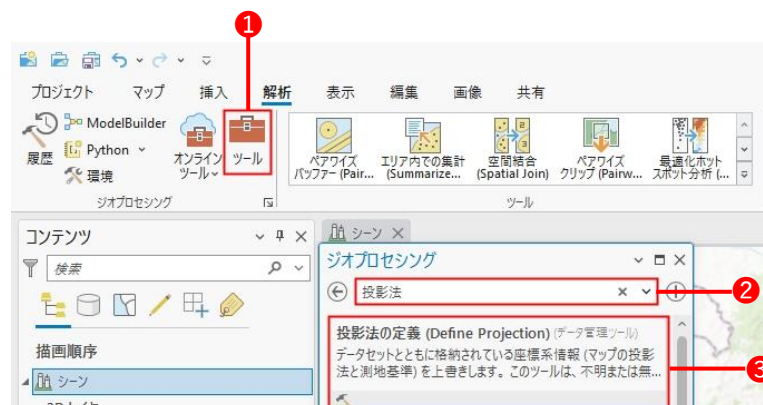 1
プロジェクト マップ 挿入 解析 表示 編集 画像 共有
履歴
ModelBuilder
Python
環境
オンライン
ツール
ツール
ペアワイズ
バッファー (Pair...
エリア内での集計
(Summarize...
空間結合
(Spatial Join)
ペアワイズ
クリップ (Pairw...
最適化ホット
スポット分析 (...
ジオプロセシング
ツール
コンテンツ
シーン
検索
ジオプロセシング
投影法
2
投影法の定義 (Define Projection) (データ管理ツール)
データセットとともに格納されている座標系情報 (マップの投影
法と測地基準) を上書きします。このツールは、不明または無...
3
描画順序
シーン